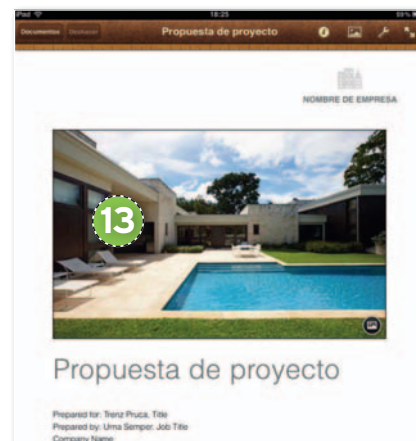 iPad 18:25 59 %
Documentos Deshacer Propuesta de proyecto
NOMBRE DE EMPRESA
13
Propuesta de proyecto
Prepared for: Trenz Pruca, Title
Prepared by: Urna Semper. Job Title
Company Name